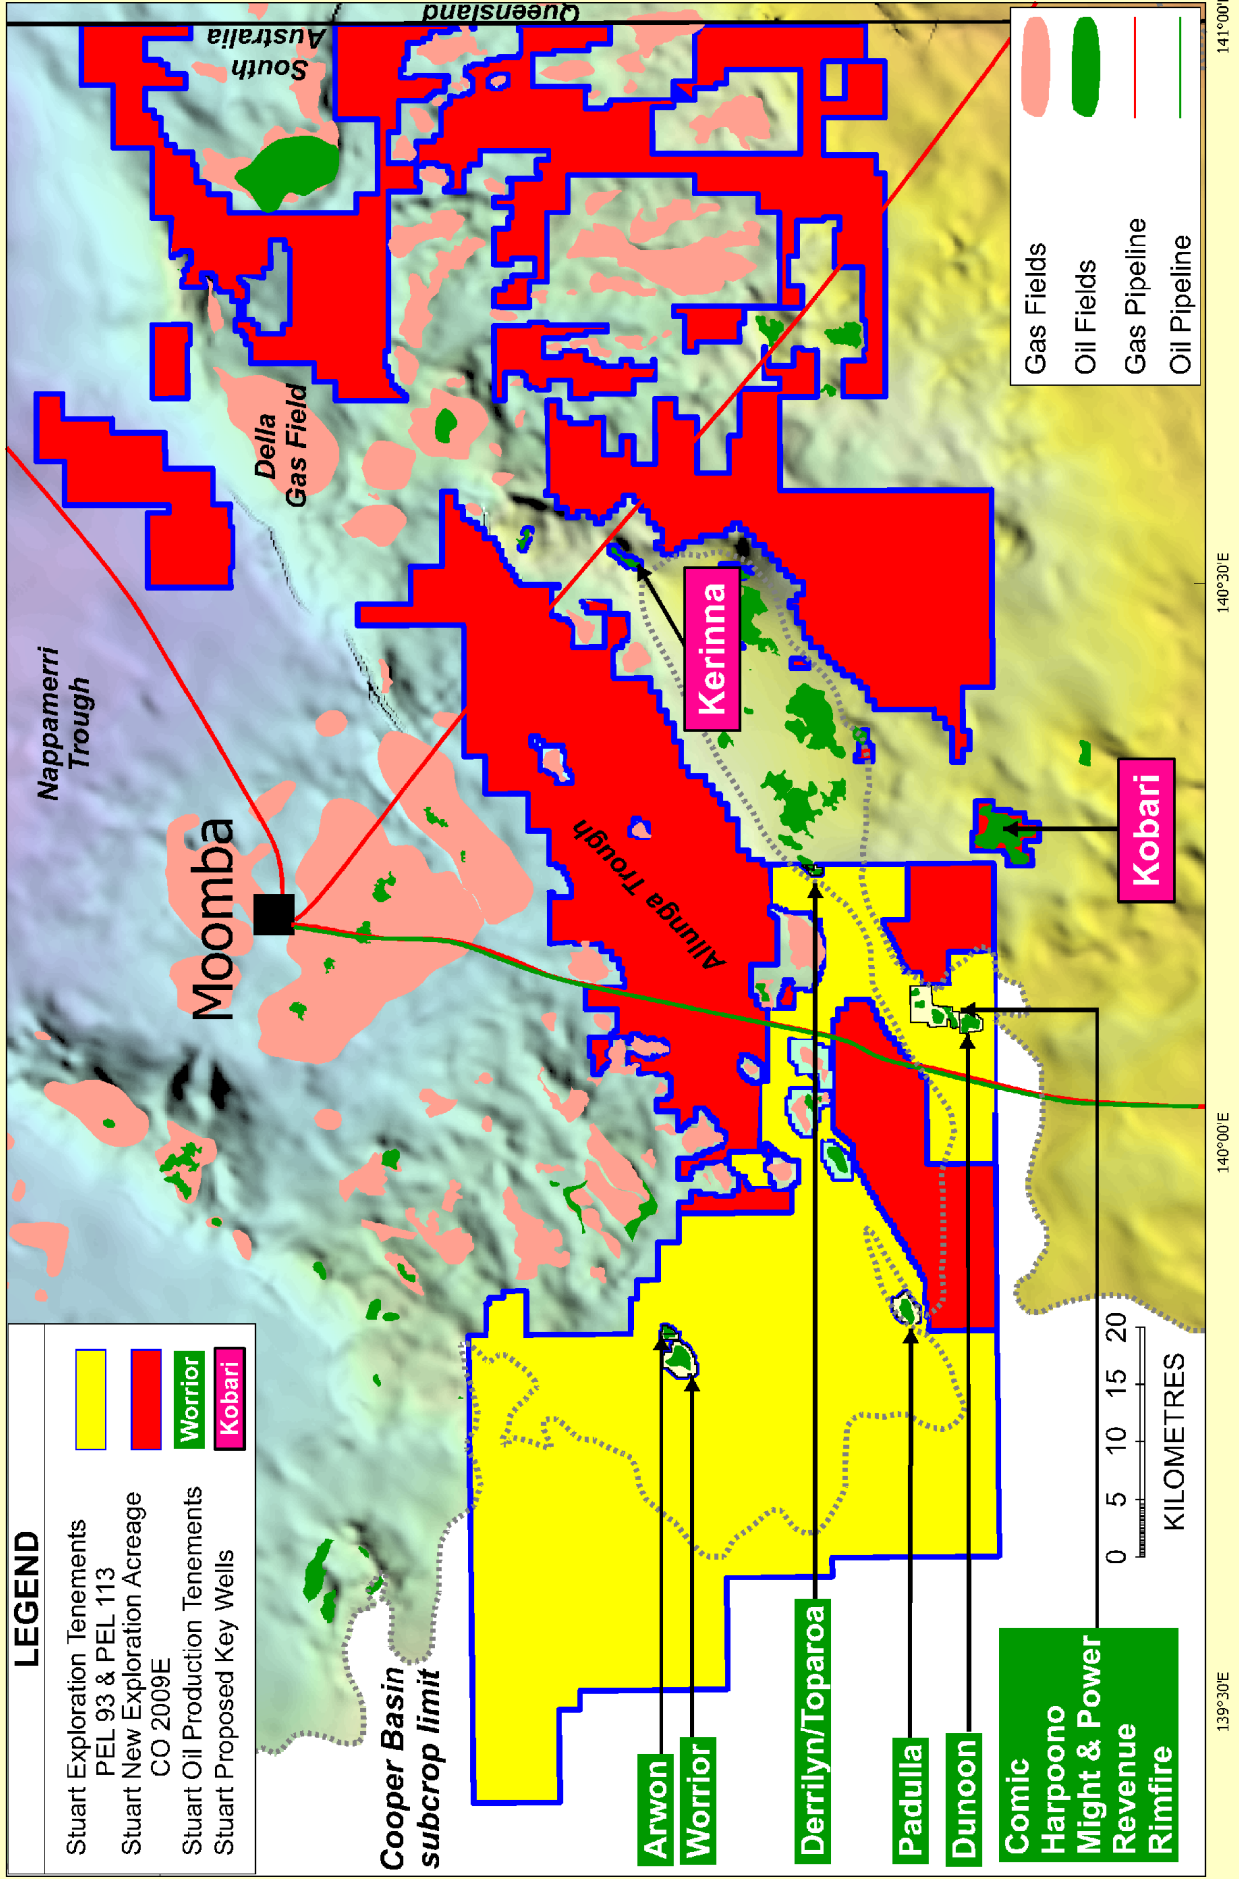 LEGEND
Stuart Exploration Tenements
PEL 93 & PEL 113
Stuart New Exploration Acreage
CO 2009E
Stuart Oil Production Tenements
Worrior
Stuart Proposed Key Wells
Kobari
Nappamerri
Trough
Moomba
Della
Gas Field
South
Australia
Queensland
Cooper Basin
subcrop limit
Allunga Trough
Kerinna
Kobari
Arwon
Worrior
Derrilyn/Toparoa
Padulla
Dunoon
Comic
Harpoono
Might & Power
Revenue
Rimfire
0 5 10 15 20
KILOMETRES
Gas Fields
Oil Fields
Gas Pipeline
Oil Pipeline
139°30'E
140°00'E
140°30'E
141°00'E